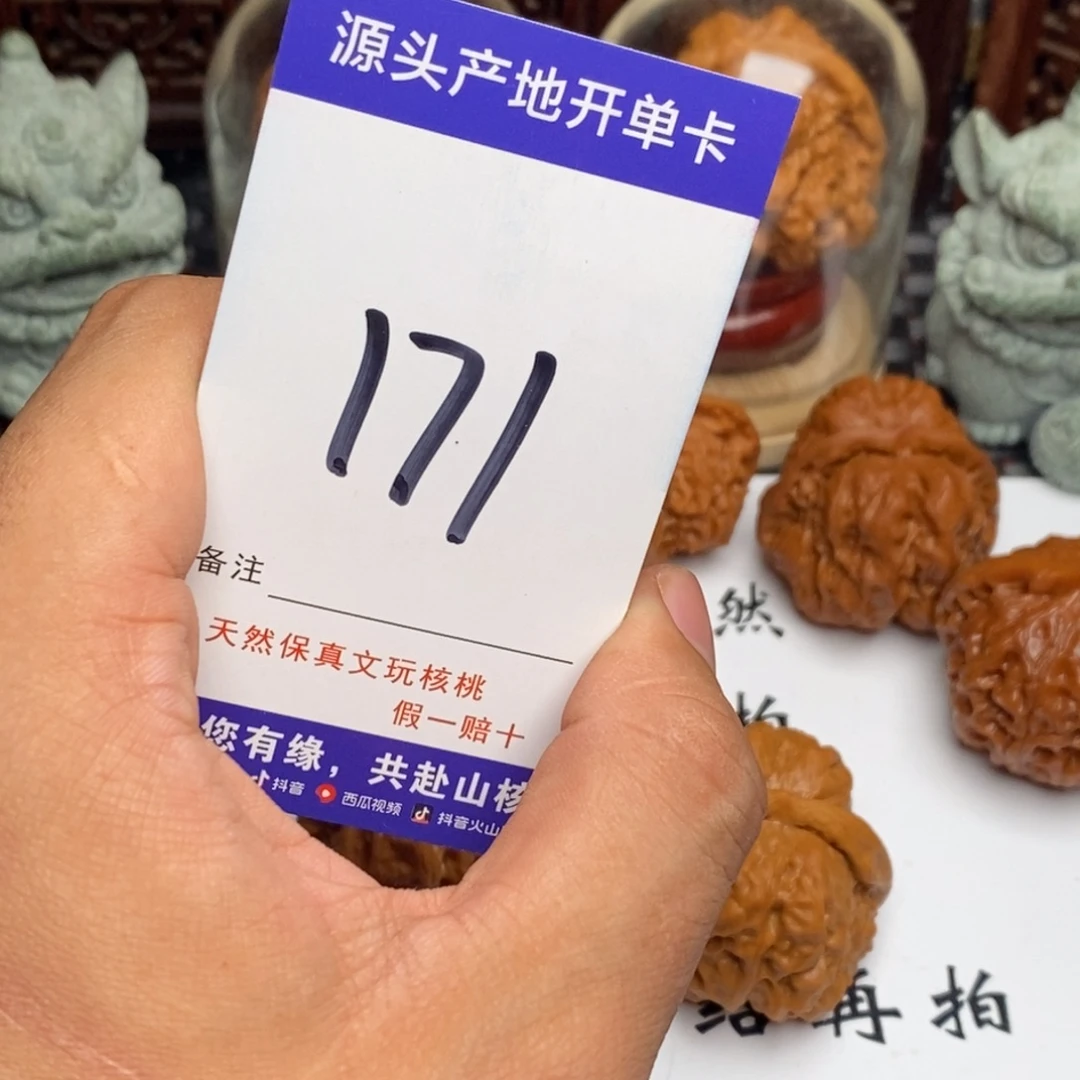 源头产地开单卡
171
备注
天然保真文玩核桃
假一赔十
您有缘,共赴山核
抖音 西瓜视频 抖音火山
然
拍
再拍